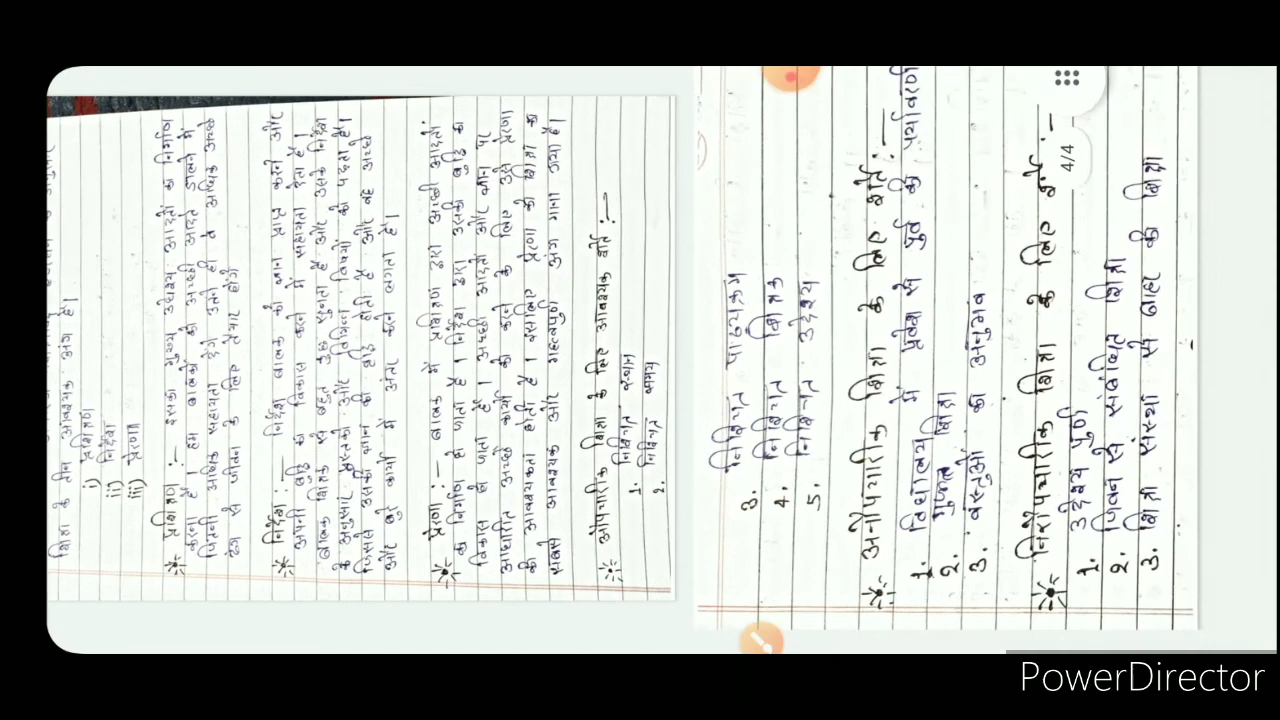 शिक्षा के तीन आवश्यक अंग है।
i) प्रशिक्षण
ii) निर्देश
iii) प्रेरणा
प्रशिक्षण :- इसका मुख्य उद्देश्य आदतों का निर्माण
करना है। हम बालकों को अच्छी आदतें डालने में
जितनी अधिक सहायता देंगे उतने ही वे अधिक अच्छे
ढंग से जीवन के लिए तैयार होंगे
निर्देश :- निर्देश बालक को ज्ञान प्राप्त करने और
अपनी बुद्धि का विकास करने में सहायता देता है।
बालक शिक्षक से बहुत कुछ सुनता है और उसके निर्देश
के अनुसार पुस्तकों और विभिन्न विषयों को पढता है।
जिससे उसकी ज्ञान की वृद्धि होती है और वह अच्छे
और बुरे कार्यों में अंतर करने लगता है।
प्रेरणा :- बालक में प्रशिक्षण द्वारा अच्छी आदतों
का निर्माण हो जाता है। निर्देश द्वारा उसकी बुद्धि का
विकास हो जाता है। अच्छी आदतों और ज्ञान पर
आधारित अच्छे कार्यों को करने के लिए उसे प्रेरणा
की आवश्यकता होती है। इसलिए प्रेरणा को शिक्षा का
सबसे आवश्यक और महत्वपुर्ण अंग माना गया है।
औपचारीक शिक्षा के लिए आवश्यक शर्ते :-
1. निश्चित स्थान
2. निश्चित समय
3. निश्चित पाठ्यक्रम
4. निश्चित शिक्षक
5. निश्चित उद्देश्य
अनौपचारीक शिक्षा के लिए शर्ते :-
1. विद्यालय में प्रवेश से पुर्व की पर्यावरणी
2. गुणत शिक्षा
3. वस्तुओं का अनुभव
निरौपचारीक शिक्षा के लिए शर्ते :-
1. उद्देश्य पुर्ण
2. जिवन से संबंधित शिक्षा
3. शिक्षा संस्था से बाहर की शिक्षा
4/4
PowerDirector